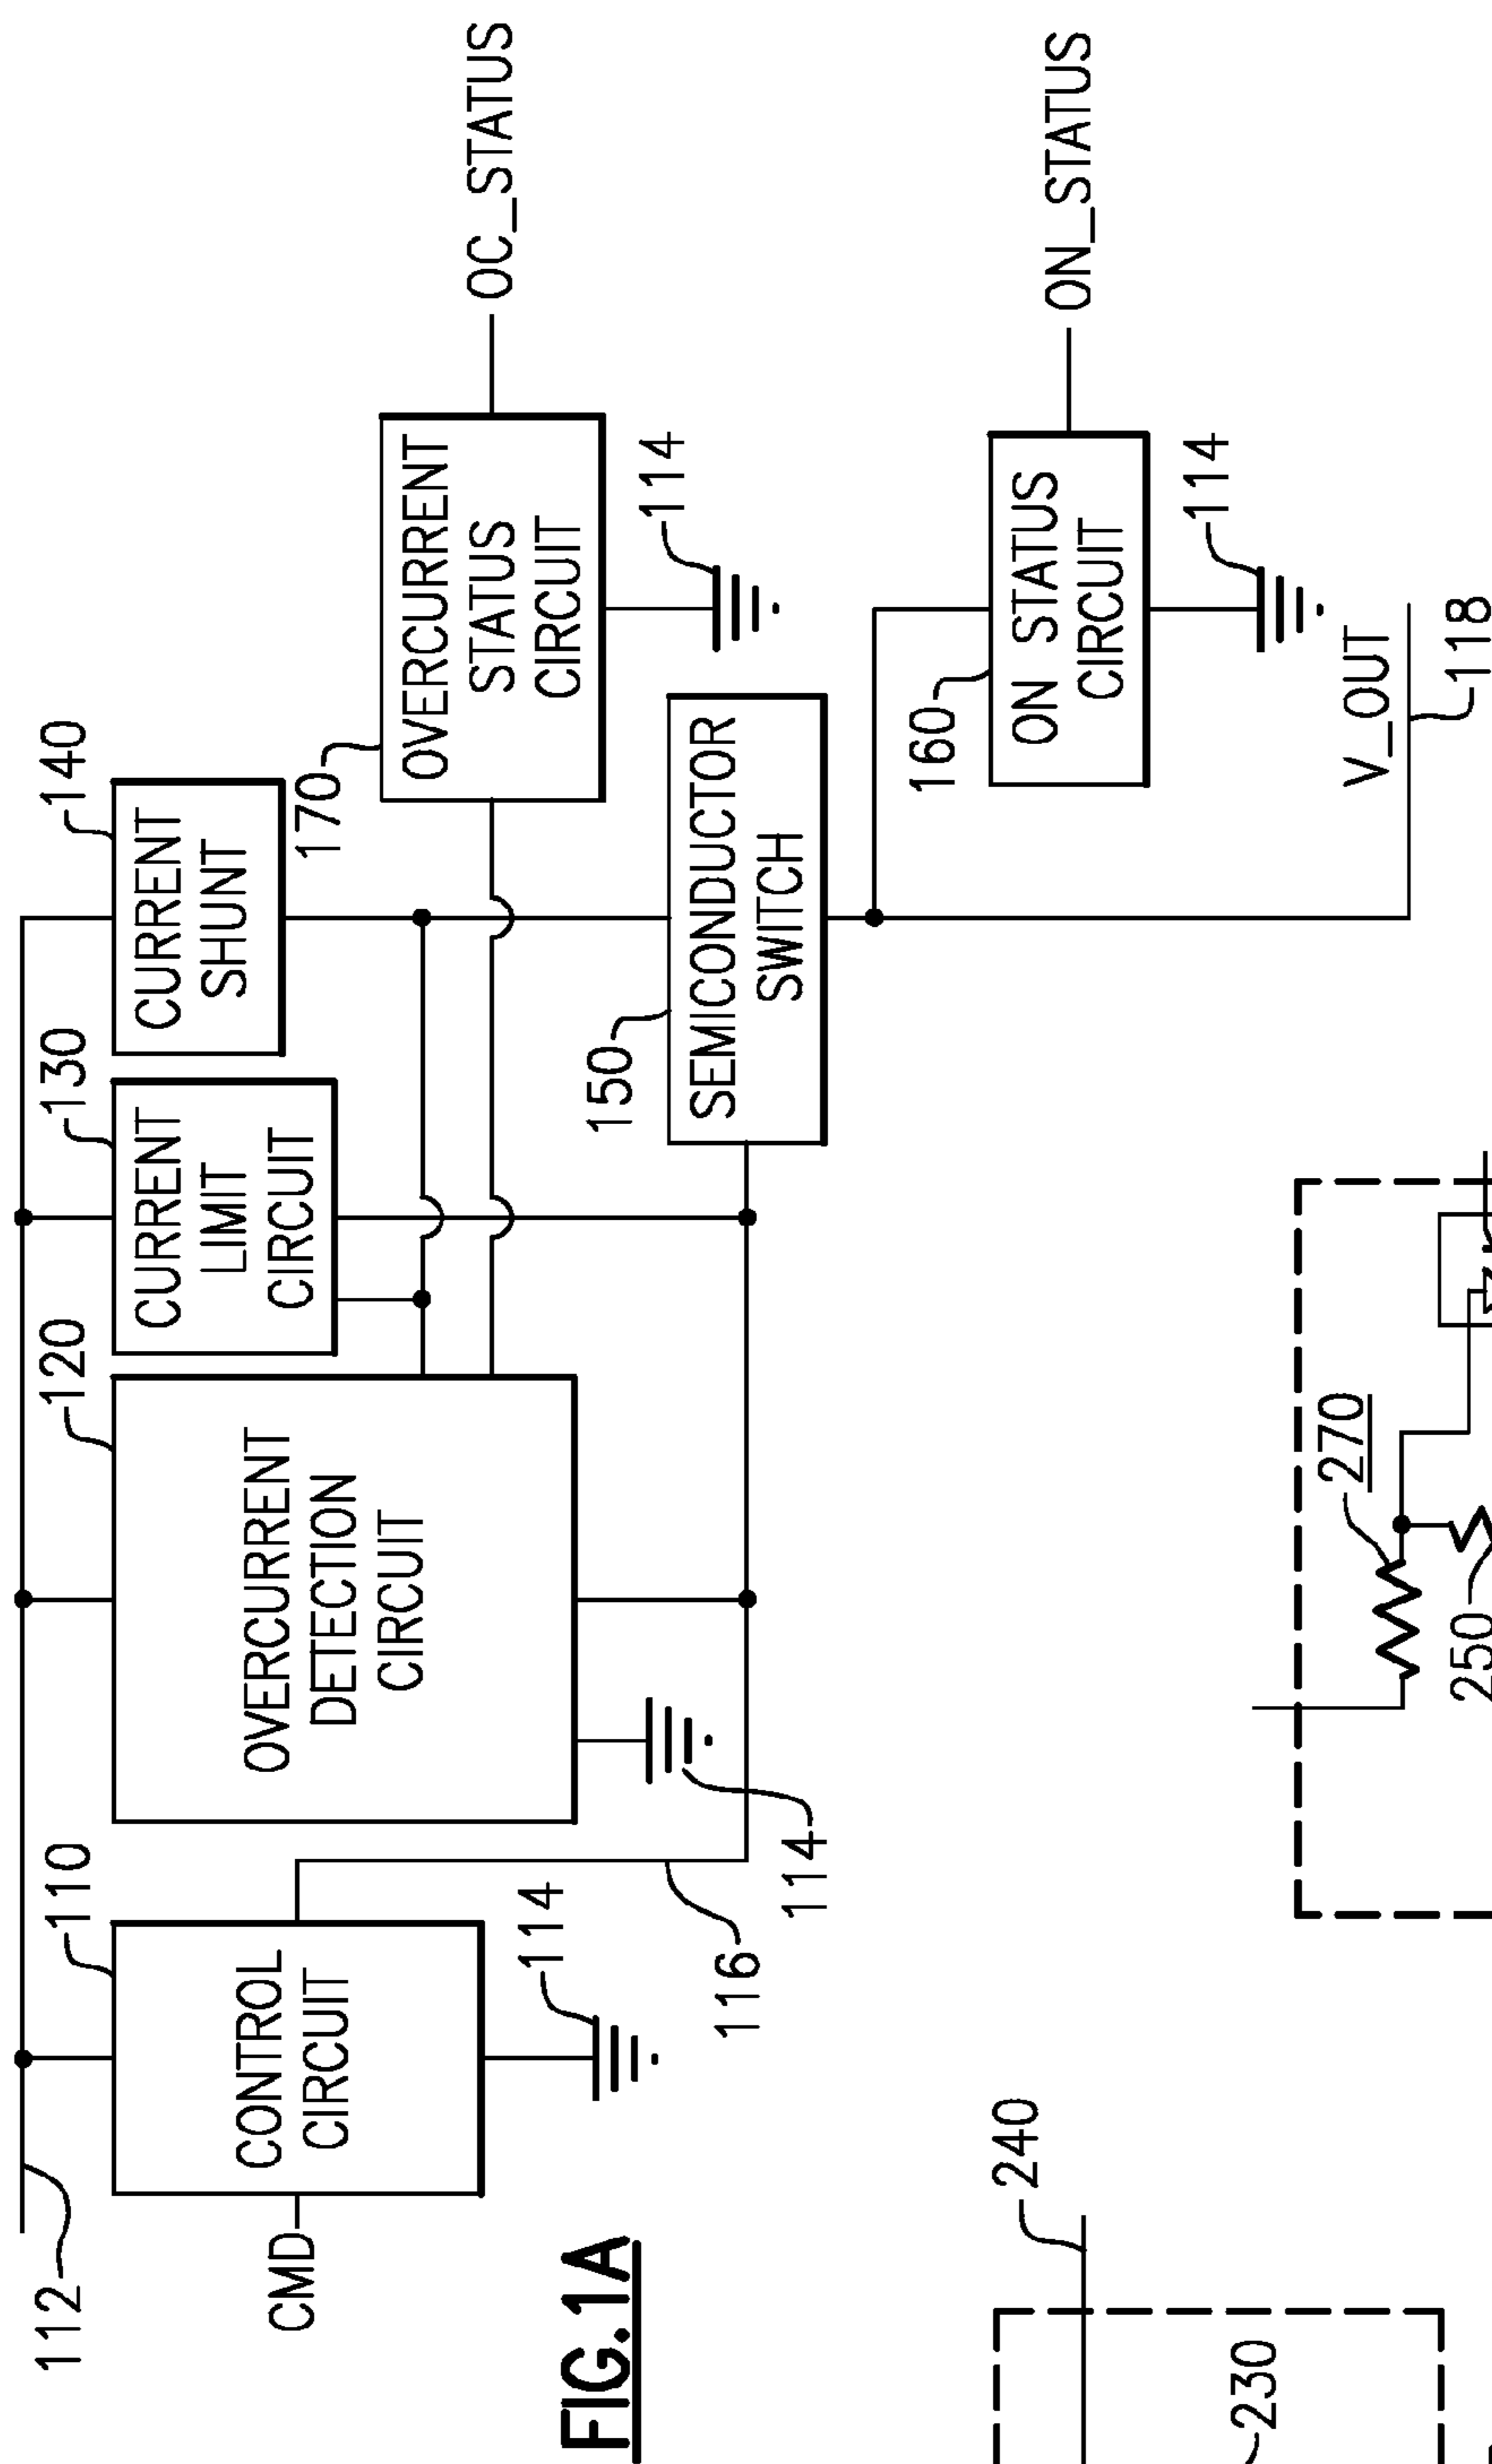 112
110
120
130
140
CMD
CONTROL
CIRCUIT
OVERCURRENT
DETECTION
CIRCUIT
CURRENT
LIMIT
CIRCUIT
CURRENT
SHUNT
170
OVERCURRENT
STATUS
CIRCUIT
OC_STATUS
114
116
114
150
SEMICONDUCTOR
SWITCH
114
FIG.1A
160
ON STATUS
CIRCUIT
ON_STATUS
114
V_OUT
118
240
230
270
250